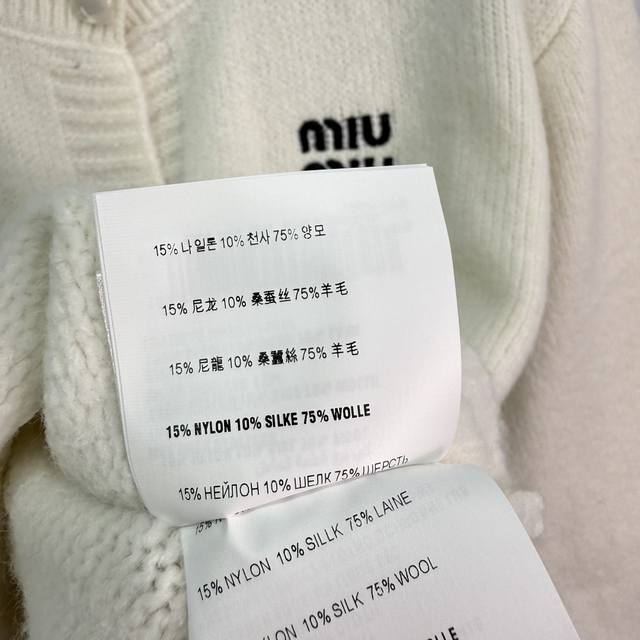 miu
miu
15% 나일론 10% 천사 75% 양모
15% 尼龙 10% 桑蚕丝 75% 羊毛
15% 尼龍 10% 桑蠶絲 75% 羊毛
15% NYLON 10% SILKE 75% WOLLE
15% НЕЙЛОН 10% ШЕЛК 75% ШЕРСТЬ
15% NYLON 10% SILLK 75% LAINE
NYLON 10% SILK 75% WOOL